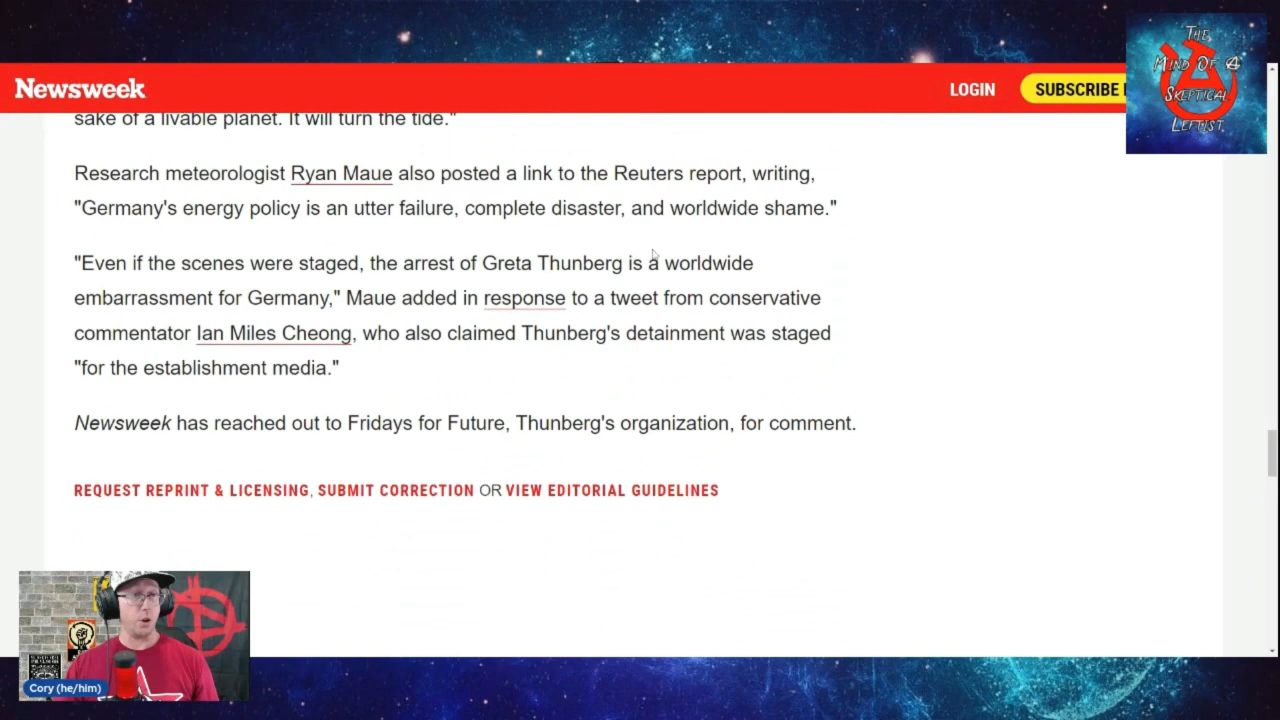 Newsweek
LOGIN
SUBSCRIBE
THE
MIND OF A
SKEPTICAL
LEFTIST
sake of a livable planet. It will turn the tide."
Research meteorologist Ryan Maue also posted a link to the Reuters report, writing,
"Germany's energy policy is an utter failure, complete disaster, and worldwide shame."
"Even if the scenes were staged, the arrest of Greta Thunberg is a worldwide
embarrassment for Germany," Maue added in response to a tweet from conservative
commentator Ian Miles Cheong, who also claimed Thunberg's detainment was staged
"for the establishment media."
Newsweek has reached out to Fridays for Future, Thunberg's organization, for comment.
REQUEST REPRINT & LICENSING, SUBMIT CORRECTION OR VIEW EDITORIAL GUIDELINES
Cory (he/him)